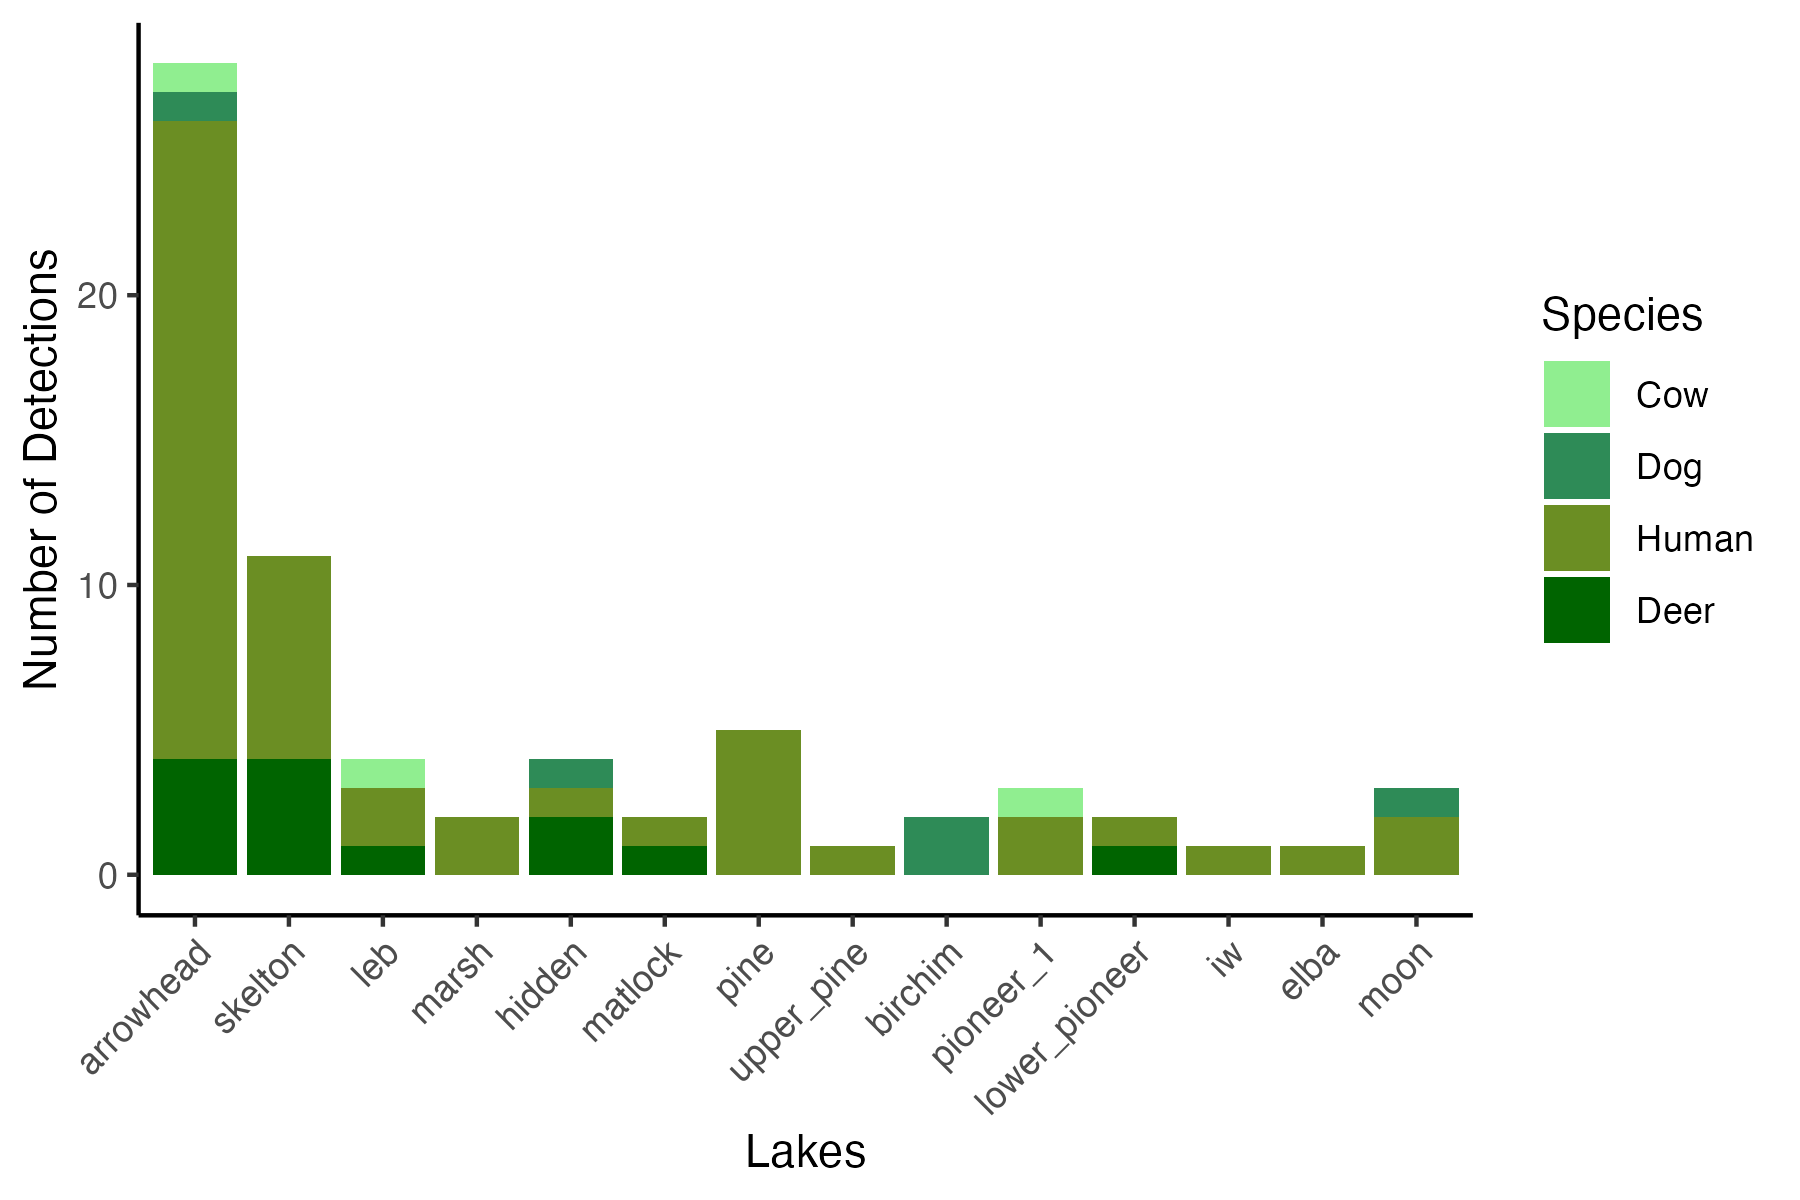 Number of Detections
20
10
0
arrowhead
skelton
leb
marsh
hidden
matlock
pine
upper_pine
birchim
pioneer_1
lower_pioneer
iw
elba
moon
Lakes
Species
Cow
Dog
Human
Deer